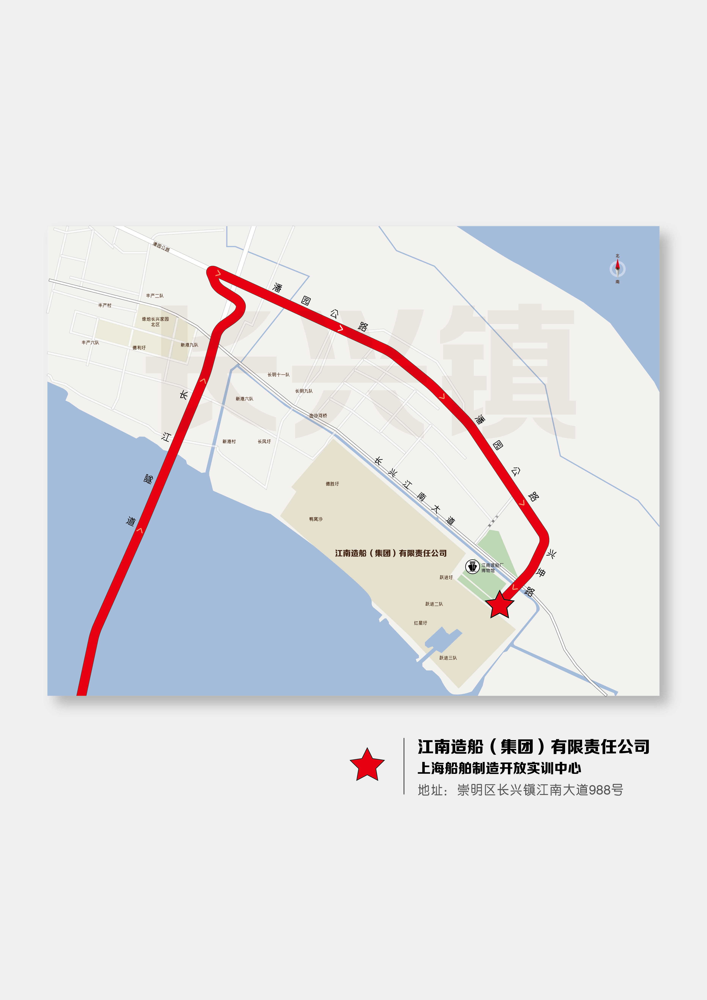 潘园公路
北
南
潘园公路
丰产二队
丰产村
绿地长兴家园
北区
丰产六队
德利圩
新港九队
长兴镇
长明十一队
长明九队
新港六队
金沙河桥
新港村
长风圩
长江隧道
潘园公路
长兴江南大道
德胜圩
鸭窝沙
江南造船（集团）有限责任公司
江南造船厂
博物馆
兴坤路
跃进圩
跃进二队
红星圩
跃进三队
江南造船（集团）有限责任公司
上海船舶制造开放实训中心
地址：崇明区长兴镇江南大道988号